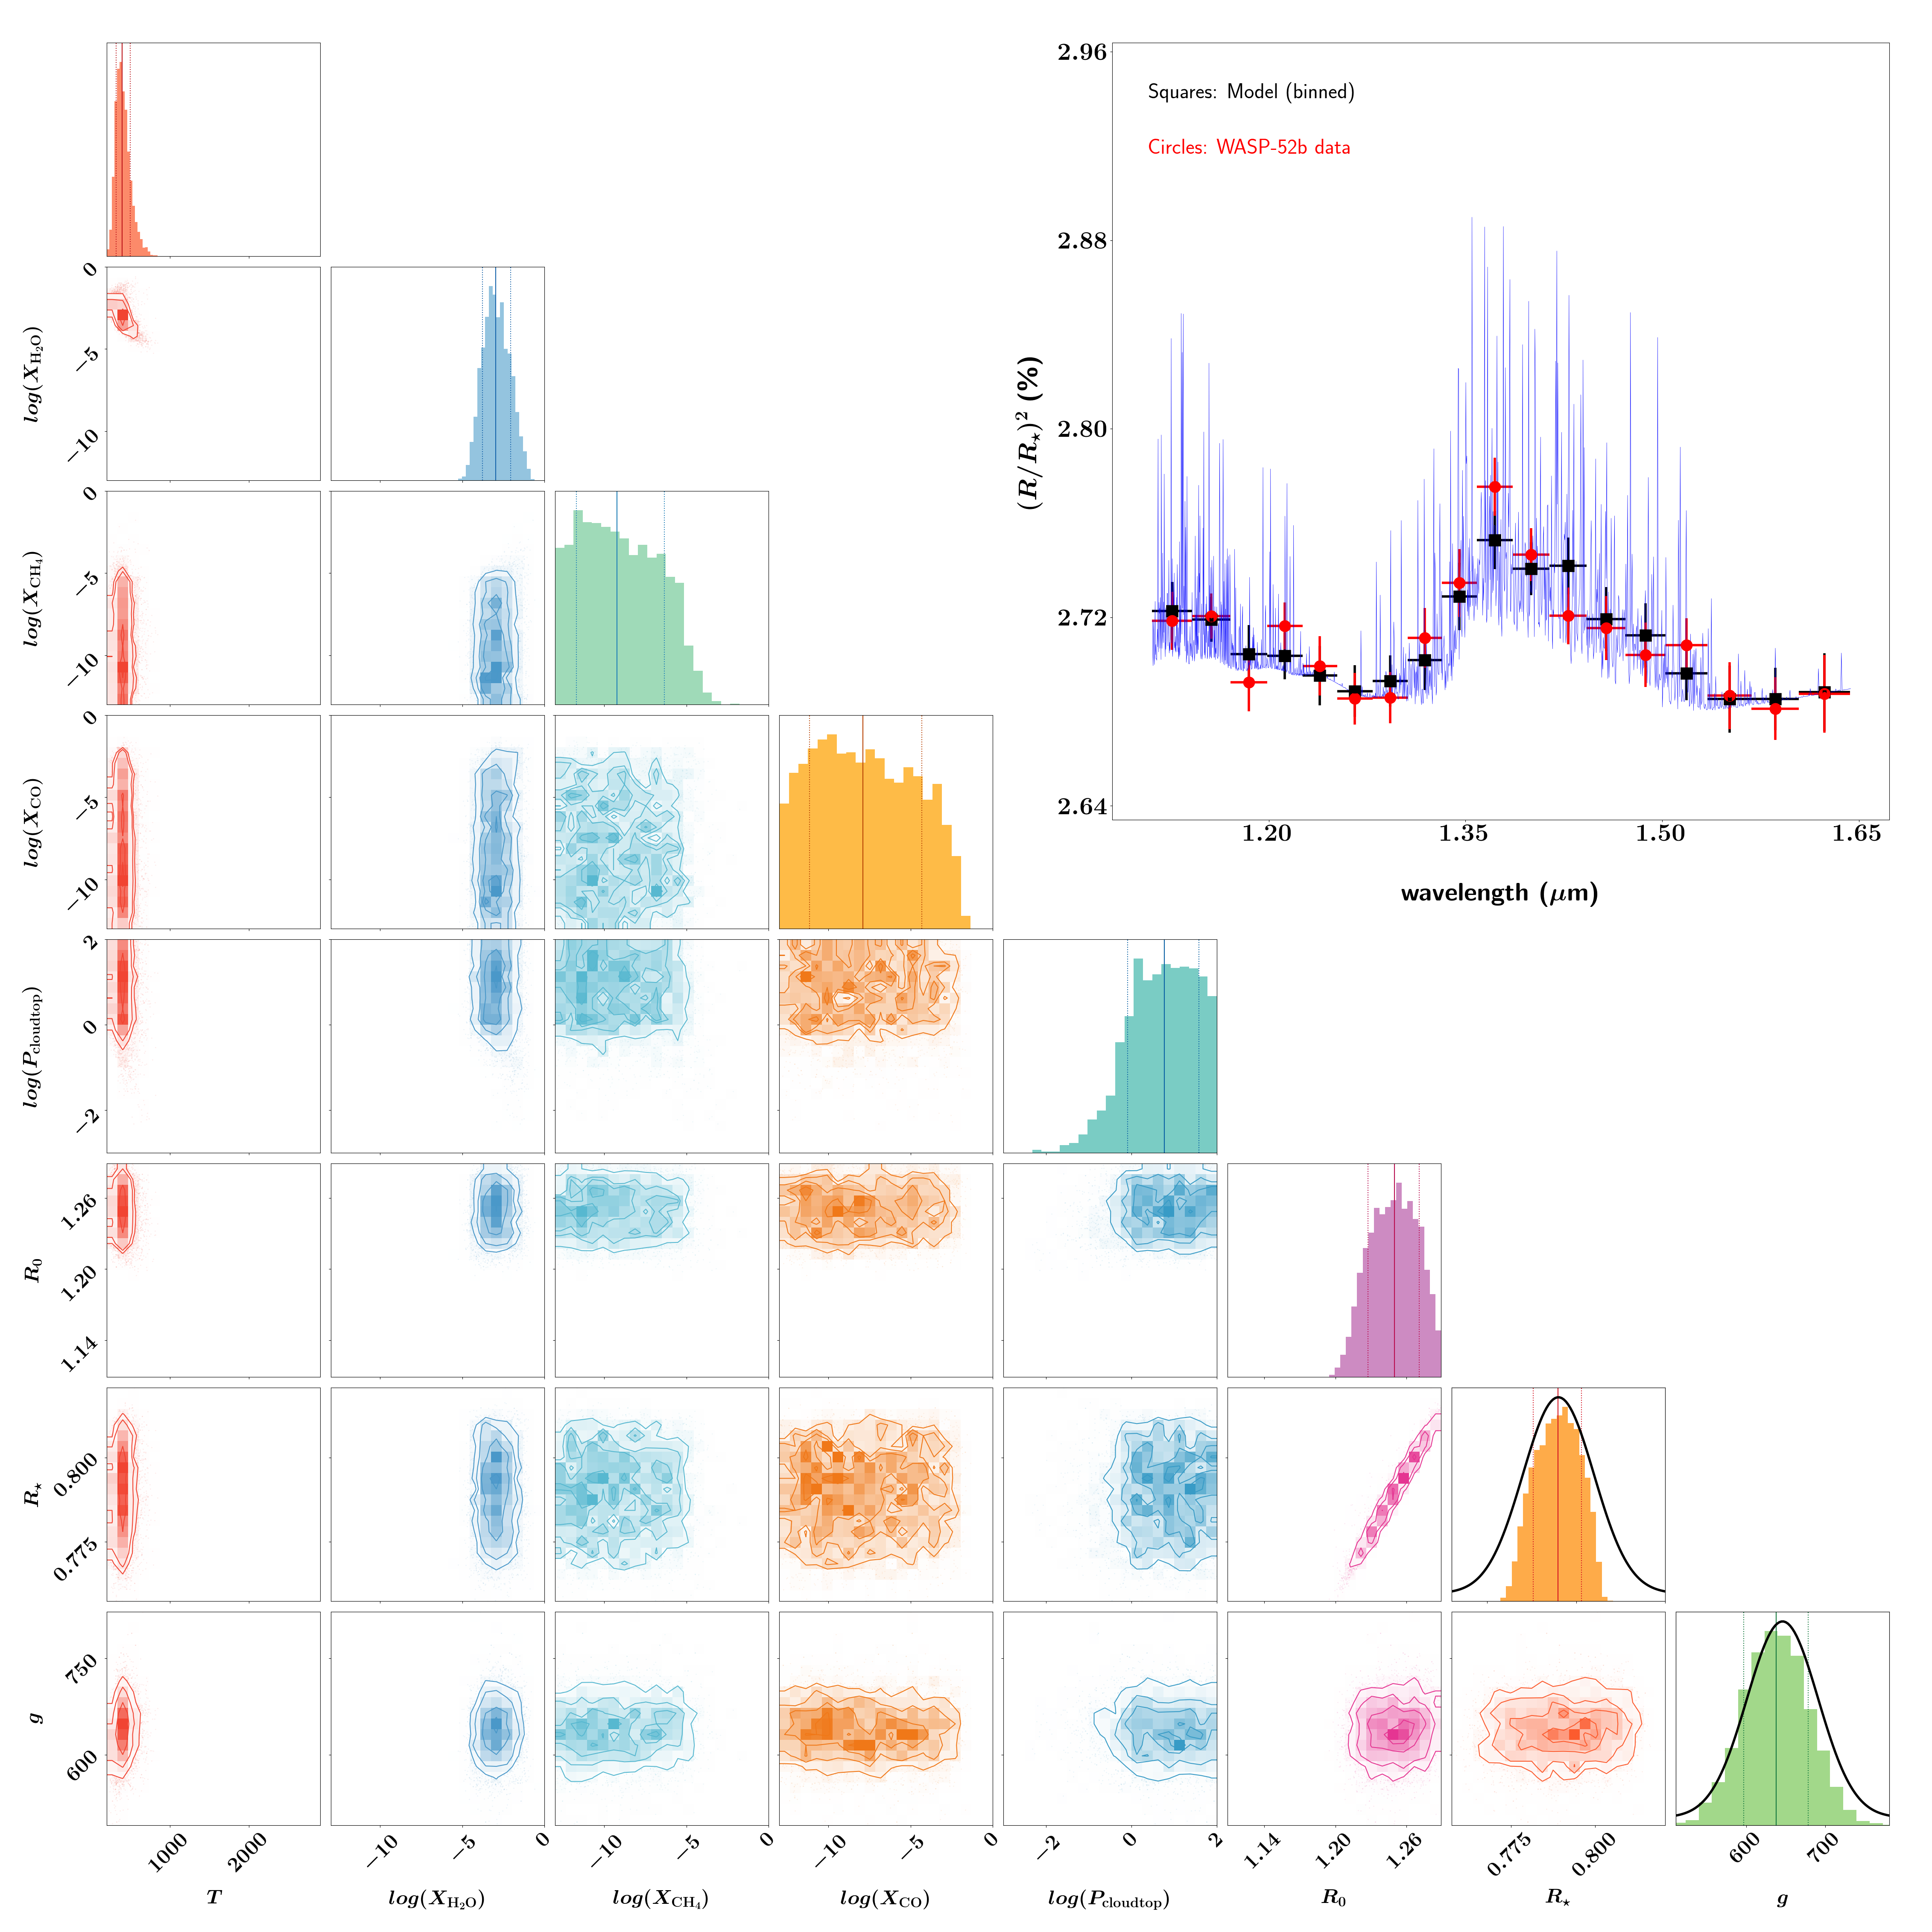 2.96
Squares: Model (binned)
Circles: WASP-52b data
2.88
2.80
2.72
2.64
(R/R⋆)² (%)
1.20 1.35 1.50 1.65
wavelength (μm)
log(X_H₂O)
0
−5
−10
log(X_CH₄)
0
−5
−10
log(X_CO)
0
−5
−10
log(P_cloudtop)
2
0
−2
R₀
1.26
1.20
1.14
R⋆
0.800
0.775
g
750
600
1000 2000 −10 −5 0 −10 −5 0 −10 −5 0 −2 0 2 1.14 1.20 1.26 0.775 0.800 600 700
T log(X_H₂O) log(X_CH₄) log(X_CO) log(P_cloudtop) R₀ R⋆ g